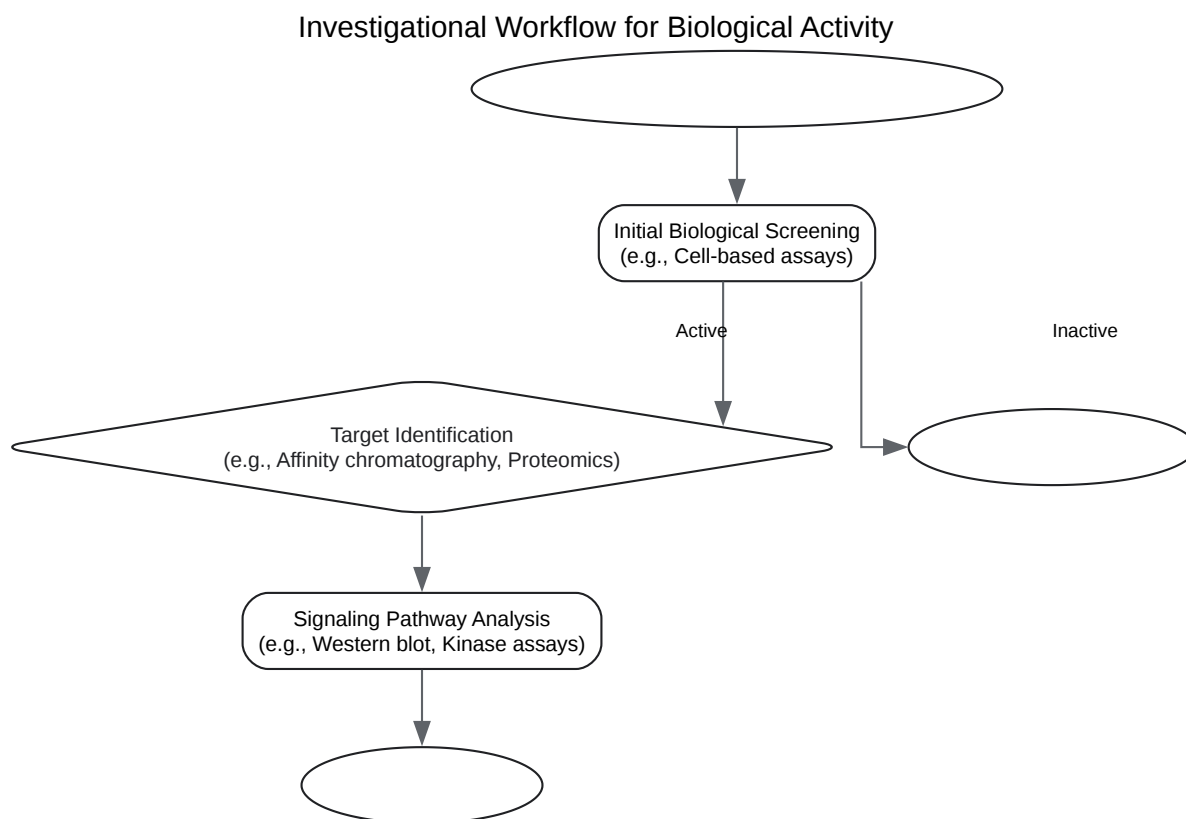 Investigational Workflow for Biological Activity
Initial Biological Screening
(e.g., Cell-based assays)
Active
Inactive
Target Identification
(e.g., Affinity chromatography, Proteomics)
Signaling Pathway Analysis
(e.g., Western blot, Kinase assays)